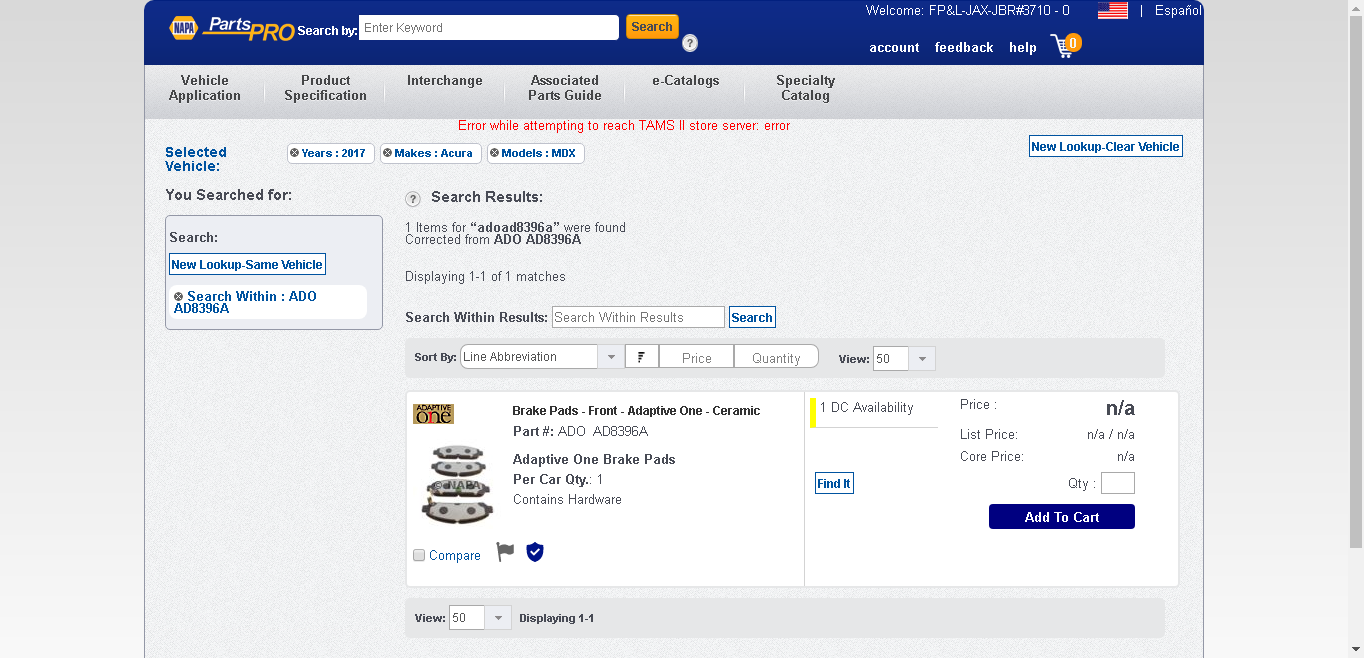 Welcome: FP&L-JAX-JBR#3710 - 0 | Español
NAPA PartsPRO Search by: Enter Keyword Search ?
account feedback help 0
Vehicle Application
Product Specification
Interchange
Associated Parts Guide
e-Catalogs
Specialty Catalog
Error while attempting to reach TAMS II store server: error
Selected Vehicle:
Years : 2017 Makes : Acura Models : MDX
New Lookup-Clear Vehicle
You Searched for:
Search:
New Lookup-Same Vehicle
Search Within : ADO
AD8396A
? Search Results:
1 Items for “adoad8396a” were found
Corrected from ADO AD8396A
Displaying 1-1 of 1 matches
Search Within Results: Search Within Results Search
Sort By: Line Abbreviation Price Quantity View: 50
ADAPTIVE
one
© NAPA
Brake Pads - Front - Adaptive One - Ceramic
Part #: ADO AD8396A
Adaptive One Brake Pads
Per Car Qty.: 1
Contains Hardware
Compare
1 DC Availability
Find It
Price : n/a
List Price: n/a / n/a
Core Price: n/a
Qty :
Add To Cart
View: 50 Displaying 1-1